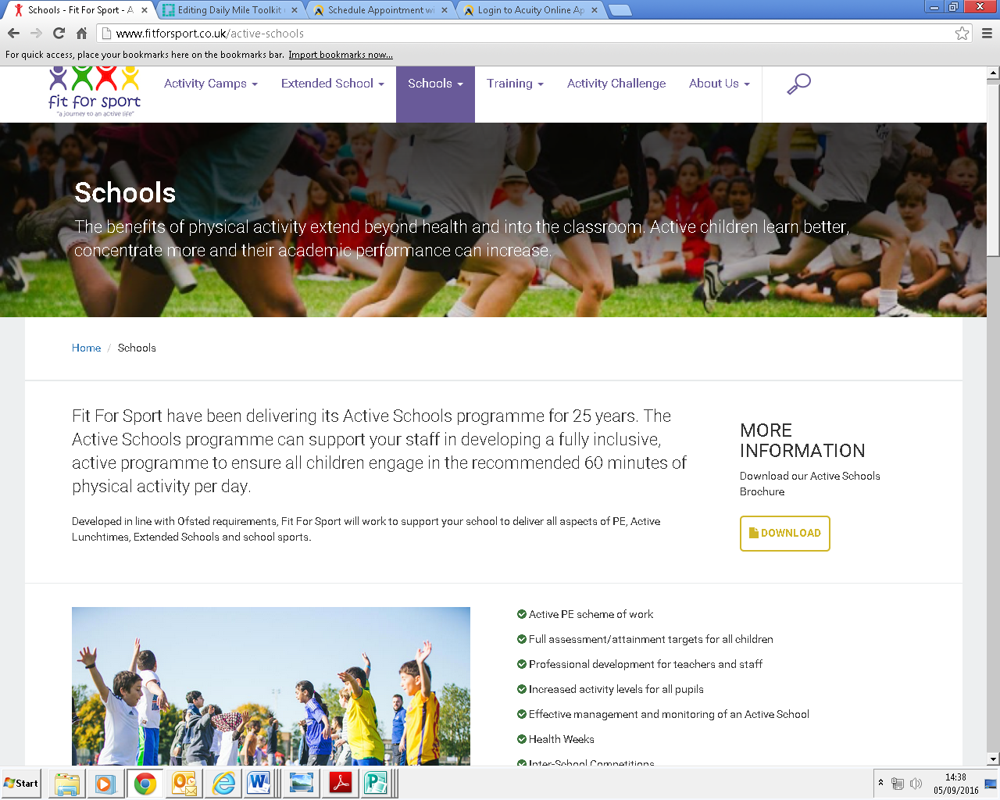 Schools - Fit For Sport - A
Editing Daily Mile Toolkit
Schedule Appointment wi
Login to Acuity Online Ap
www.fitforsport.co.uk/active-schools
For quick access, place your bookmarks here on the bookmarks bar. Import bookmarks now...
fit for sport
"a journey to an active life"
Activity Camps
Extended School
Schools
Training
Activity Challenge
About Us
Schools
The benefits of physical activity extend beyond health and into the classroom. Active children learn better,
concentrate more and their academic performance can increase.
Home / Schools
Fit For Sport have been delivering its Active Schools programme for 25 years. The
Active Schools programme can support your staff in developing a fully inclusive,
active programme to ensure all children engage in the recommended 60 minutes of
physical activity per day.
Developed in line with Ofsted requirements, Fit For Sport will work to support your school to deliver all aspects of PE, Active
Lunchtimes, Extended Schools and school sports.
MORE
INFORMATION
Download our Active Schools
Brochure
DOWNLOAD
Active PE scheme of work
Full assessment/attainment targets for all children
Professional development for teachers and staff
Increased activity levels for all pupils
Effective management and monitoring of an Active School
Health Weeks
Inter-School Competitions
Start
14:38
05/09/2016